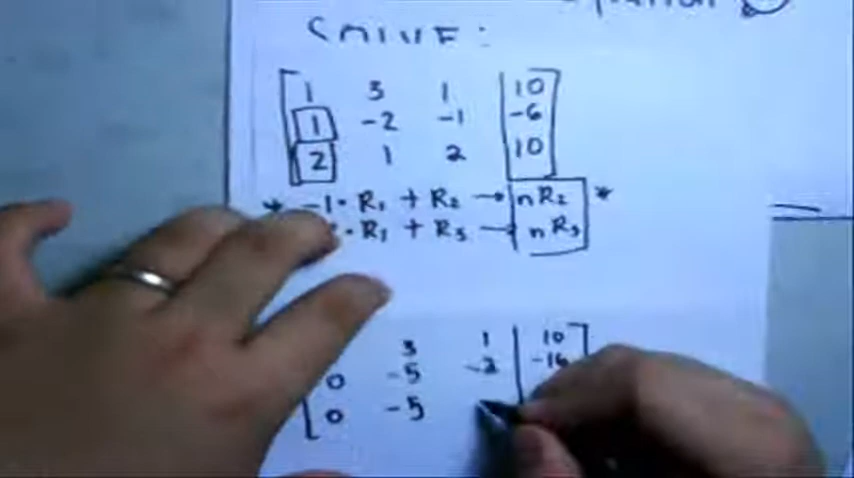 SOLVE:
1 3 1 10
1 -2 -1 -6
2 1 2 10
* -1· R₁ + R₂ → nR₂ *
· R₁ + R₃ → nR₃
3 1 10
0 -5 -2 -16
0 -5